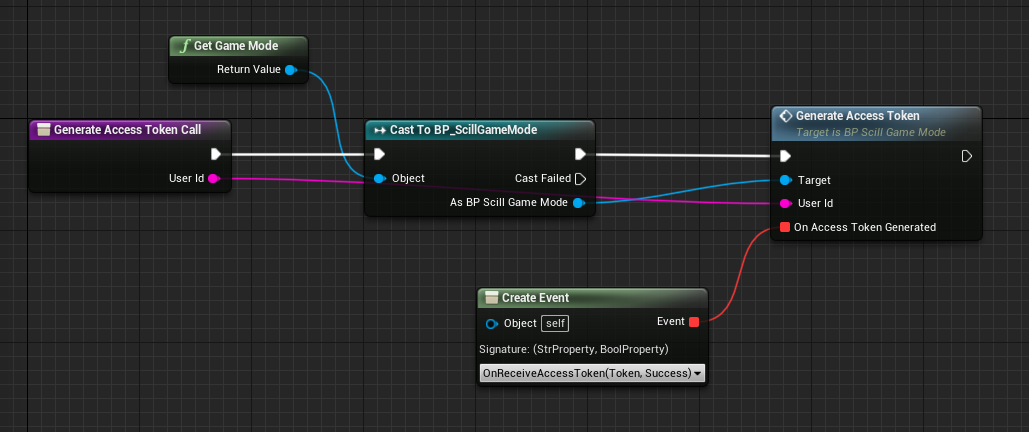 f Get Game Mode
Return Value
Generate Access Token Call
User Id
Cast To BP_ScillGameMode
Object
Cast Failed
As BP Scill Game Mode
Generate Access Token
Target is BP Scill Game Mode
Target
User Id
On Access Token Generated
Create Event
Object self
Event
Signature: (StrProperty, BoolProperty)
OnReceiveAccessToken(Token, Success)